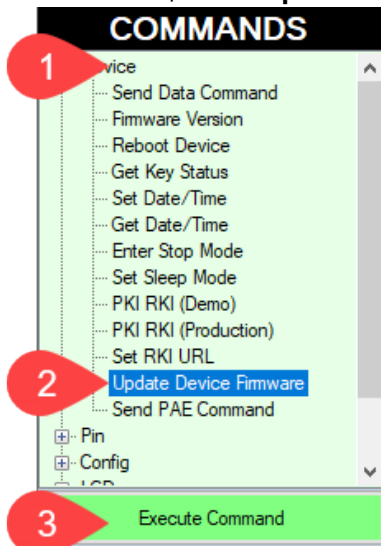 COMMANDS
1
vice
Send Data Command
Firmware Version
Reboot Device
Get Key Status
Set Date/Time
Get Date/Time
Enter Stop Mode
Set Sleep Mode
PKI RKI (Demo)
PKI RKI (Production)
Set RKI URL
2
Update Device Firmware
Send PAE Command
Pin
Config
3
Execute Command